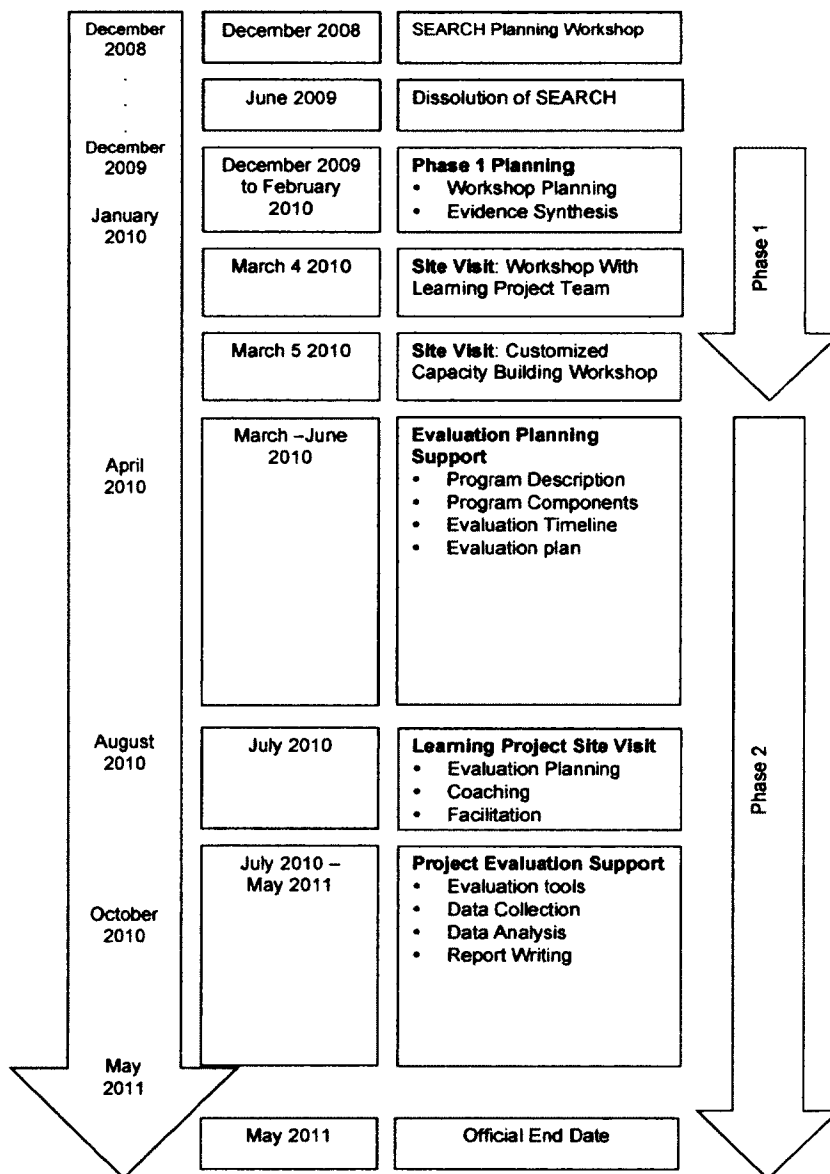 December
2008
.
.
.
December
2009
January
2010
April
2010
August
2010
October
2010
May
2011
December 2008
SEARCH Planning Workshop
June 2009
Dissolution of SEARCH
December 2009
to February
2010
Phase 1 Planning
• Workshop Planning
• Evidence Synthesis
March 4 2010
Site Visit: Workshop With
Learning Project Team
March 5 2010
Site Visit: Customized
Capacity Building Workshop
March –June
2010
Evaluation Planning
Support
• Program Description
• Program Components
• Evaluation Timeline
• Evaluation plan
July 2010
Learning Project Site Visit
• Evaluation Planning
• Coaching
• Facilitation
July 2010 –
May 2011
Project Evaluation Support
• Evaluation tools
• Data Collection
• Data Analysis
• Report Writing
May 2011
Official End Date
Phase 1
Phase 2